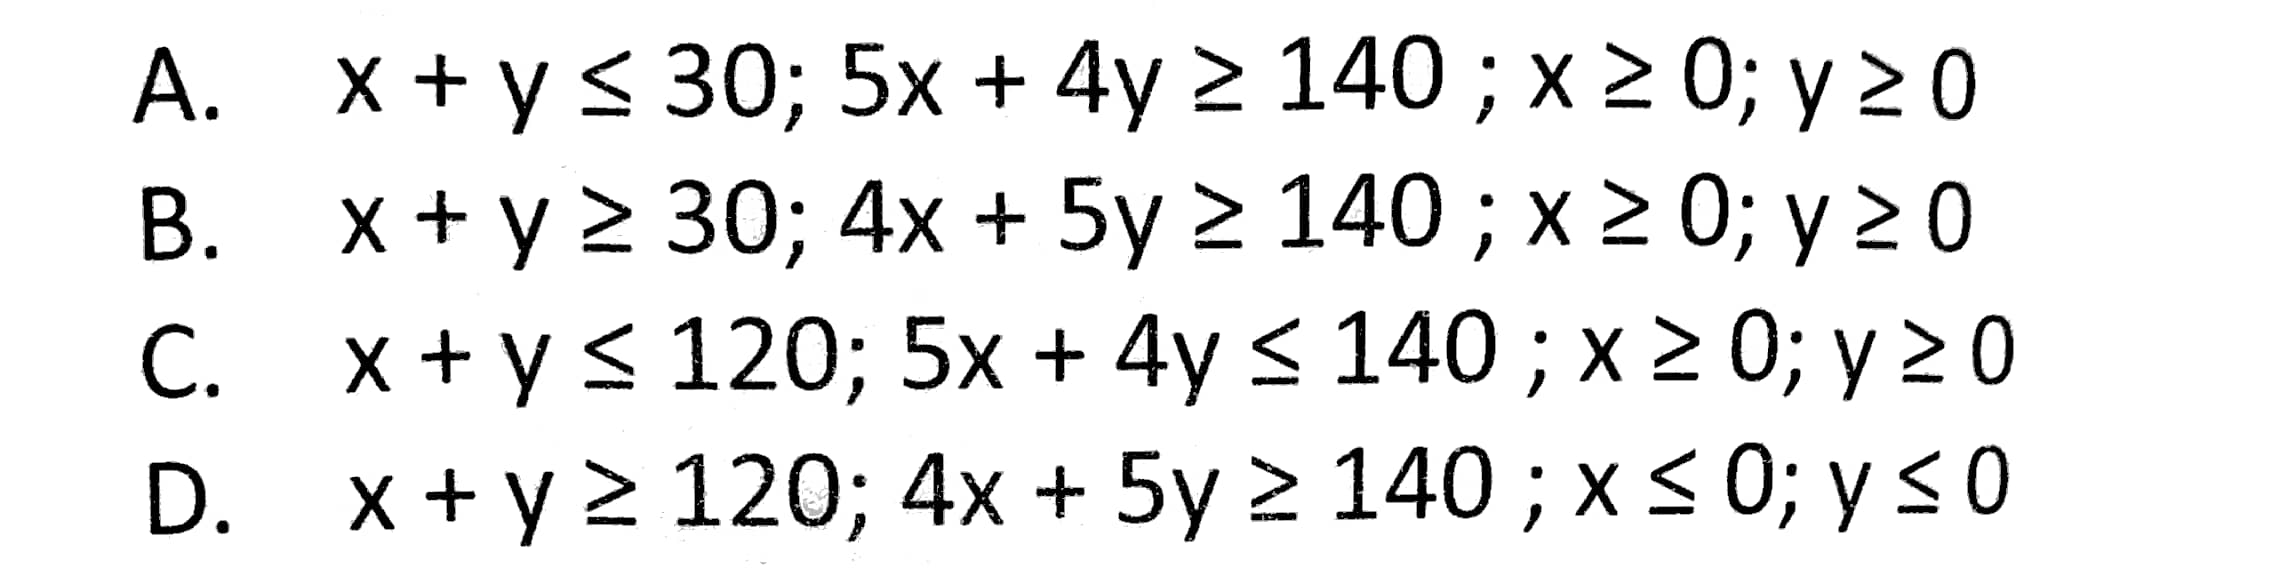 A. x + y ≤ 30; 5x + 4y ≥ 140 ; x ≥ 0; y ≥ 0
B. x + y ≥ 30; 4x + 5y ≥ 140 ; x ≥ 0; y ≥ 0
C. x + y ≤ 120; 5x + 4y ≤ 140 ; x ≥ 0; y ≥ 0
D. x + y ≥ 120; 4x + 5y ≥ 140 ; x ≤ 0; y ≤ 0